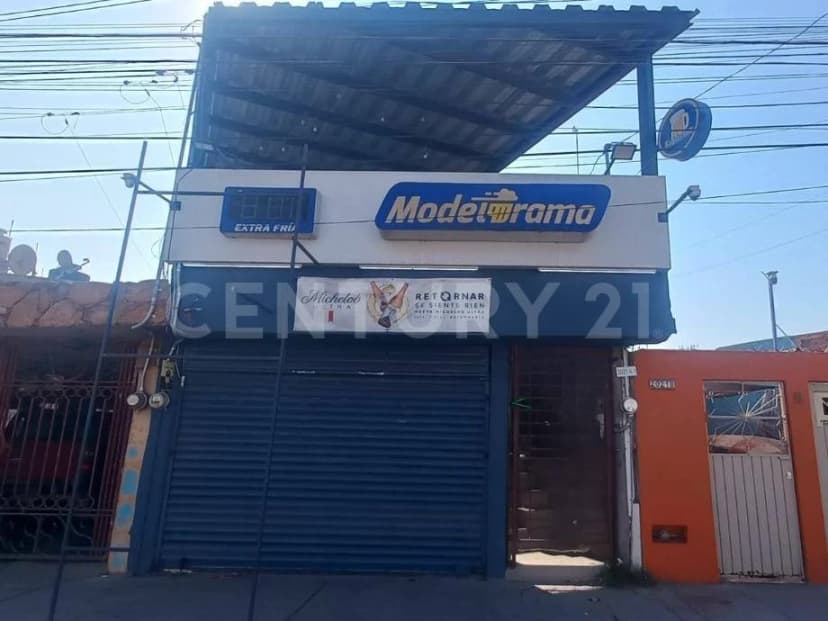 Modelorama
EXTRA FRÍA
Michelob
ULTRA
RETORNAR
SE SIENTE BIEN
CENTURY 21